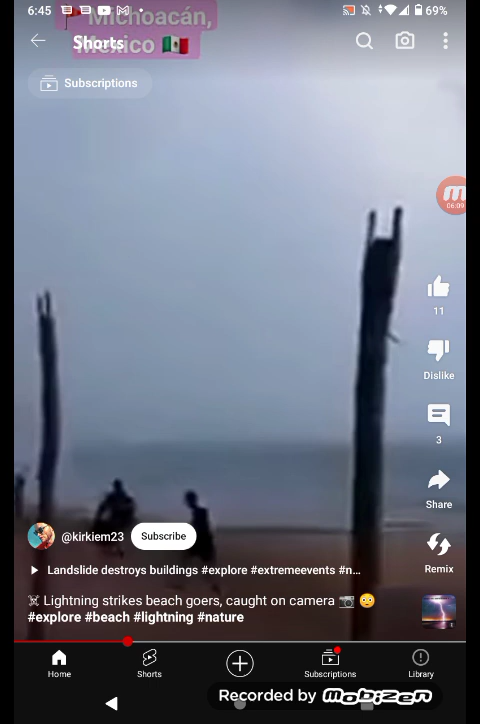 6:45
69%
Michoacán,
Mexico
Shorts
Subscriptions
06:09
11
Dislike
3
Share
Remix
@kirkiem23
Subscribe
Landslide destroys buildings #explore #extremeevents #n...
Lightning strikes beach goers, caught on camera
#explore #beach #lightning #nature
Home
Shorts
Subscriptions
Library
Recorded by mobizen